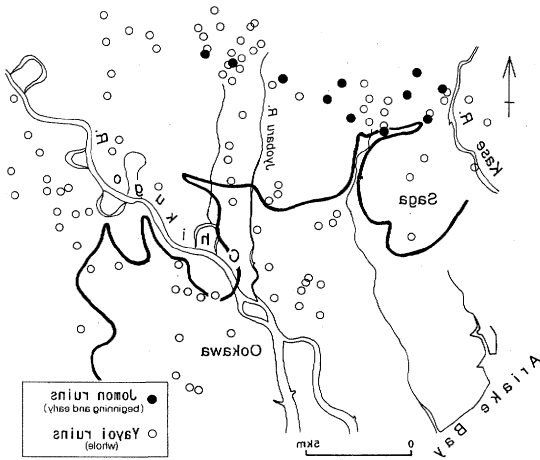 Kase R.
Jyobaru R.
Chikugo R.
Saga
Ookawa
Ariake Bay
Jomon ruins
(beginning and early)
Yayoi ruins
(whole)
0 5km